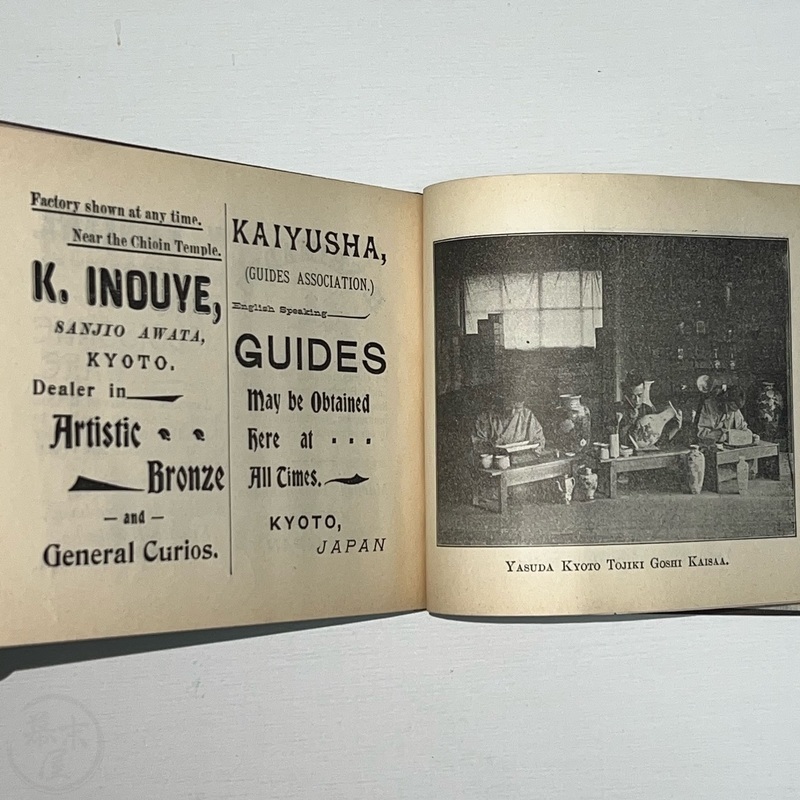 Factory shown at any time.
Near the Chioin Temple.
K. INOUYE,
SANJIO AWATA,
KYOTO.
Dealer in
Artistic
Bronze
— and —
General Curios.
KAIYUSHA,
(GUIDES ASSOCIATION.)
English Speaking
GUIDES
May be Obtained
here at . . .
All Times.
KYOTO,
JAPAN
YASUDA KYOTO TOJIKI GOSHI KAISAA.